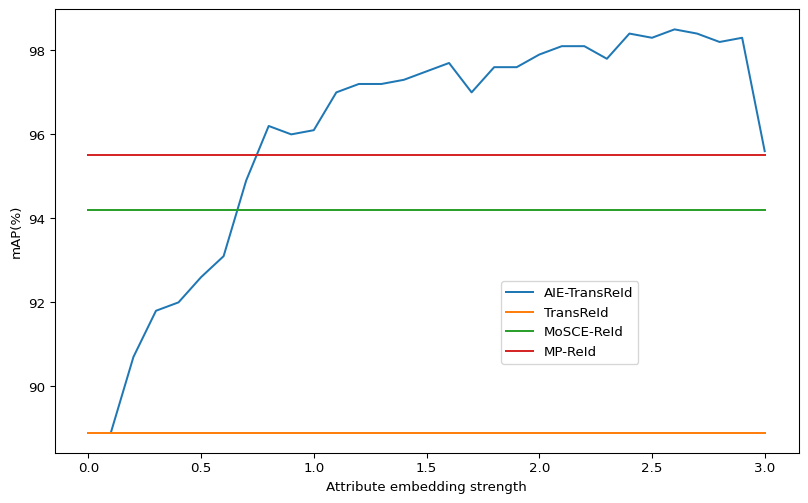 98
96
94
92
90
mAP(%)
AIE-TransReId
TransReId
MoSCE-ReId
MP-ReId
0.0 0.5 1.0 1.5 2.0 2.5 3.0
Attribute embedding strength